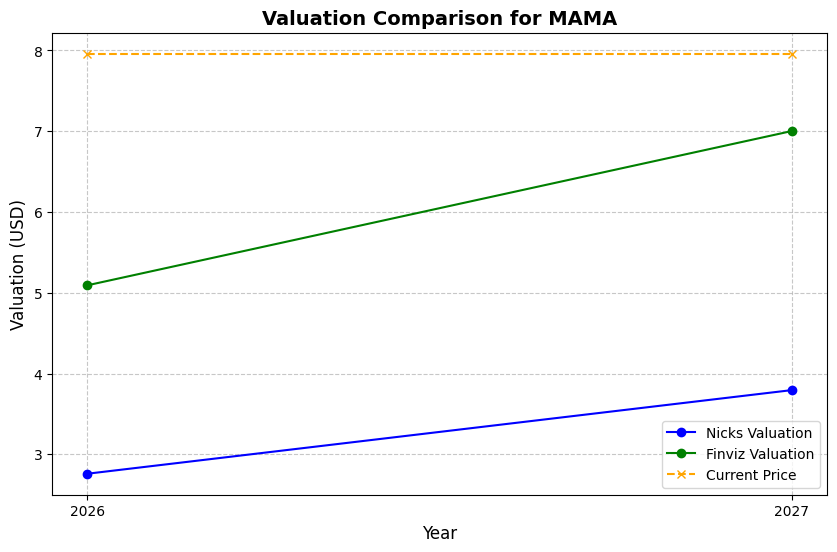 Valuation Comparison for MAMA
Valuation (USD)
8
7
6
5
4
3
2026
2027
Year
Nicks Valuation
Finviz Valuation
Current Price